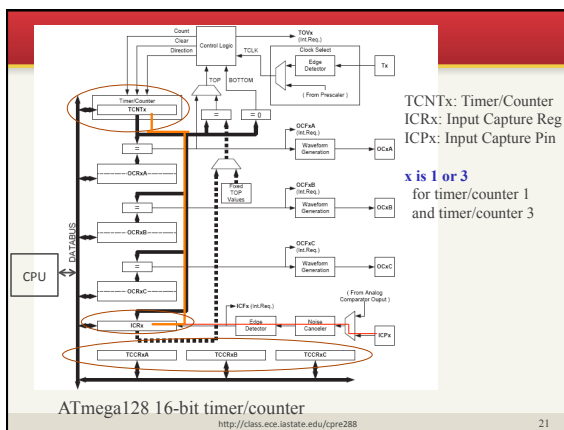 Count
Clear
Direction
Control Logic
TOVx
(Int.Req.)
TCLK
Clock Select
Edge
Detector
Tx
( From Prescaler )
TOP
BOTTOM
Timer/Counter
TCNTx
=
= 0
=
OCFxA
(Int.Req.)
Waveform
Generation
OCxA
OCRxA
Fixed
TOP
Values
OCFxB
(Int.Req.)
=
Waveform
Generation
OCxB
OCRxB
DATABUS
OCFxC
(Int.Req.)
=
Waveform
Generation
OCxC
OCRxC
CPU
( From Analog
Comparator Ouput )
ICFx (Int.Req.)
ICRx
Edge
Detector
Noise
Canceler
ICPx
TCCRxA
TCCRxB
TCCRxC
TCNTx: Timer/Counter
ICRx: Input Capture Reg
ICPx: Input Capture Pin
x is 1 or 3
for timer/counter 1
and timer/counter 3
ATmega128 16-bit timer/counter
http://class.ece.iastate.edu/cpre288
21